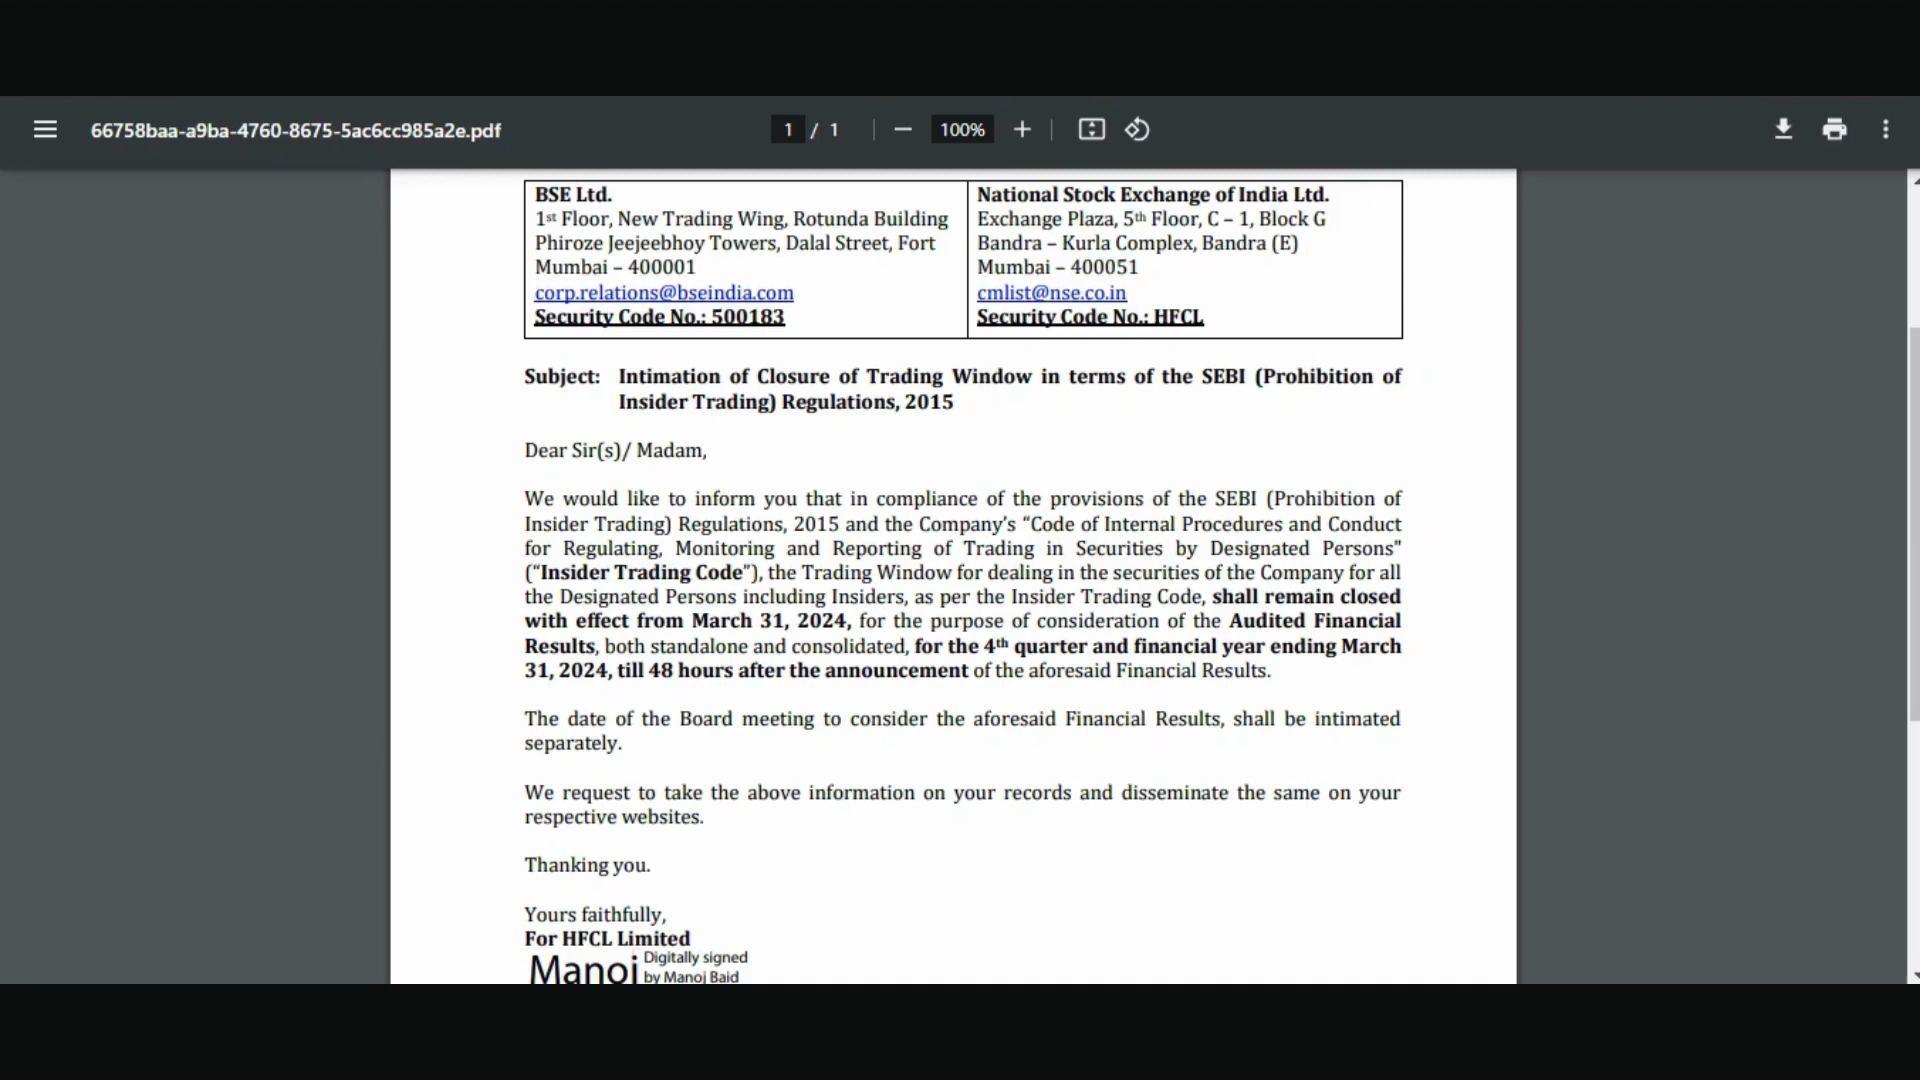 66758baa-a9ba-4760-8675-5ac6cc985a2e.pdf
1 / 1
100%
BSE Ltd.
1st Floor, New Trading Wing, Rotunda Building
Phiroze Jeejeebhoy Towers, Dalal Street, Fort
Mumbai – 400001
corp.relations@bseindia.com
Security Code No.: 500183
National Stock Exchange of India Ltd.
Exchange Plaza, 5th Floor, C – 1, Block G
Bandra – Kurla Complex, Bandra (E)
Mumbai – 400051
cmlist@nse.co.in
Security Code No.: HFCL
Subject: Intimation of Closure of Trading Window in terms of the SEBI (Prohibition of
Insider Trading) Regulations, 2015
Dear Sir(s)/ Madam,
We would like to inform you that in compliance of the provisions of the SEBI (Prohibition of
Insider Trading) Regulations, 2015 and the Company’s “Code of Internal Procedures and Conduct
for Regulating, Monitoring and Reporting of Trading in Securities by Designated Persons"
(“Insider Trading Code”), the Trading Window for dealing in the securities of the Company for all
the Designated Persons including Insiders, as per the Insider Trading Code, shall remain closed
with effect from March 31, 2024, for the purpose of consideration of the Audited Financial
Results, both standalone and consolidated, for the 4th quarter and financial year ending March
31, 2024, till 48 hours after the announcement of the aforesaid Financial Results.
The date of the Board meeting to consider the aforesaid Financial Results, shall be intimated
separately.
We request to take the above information on your records and disseminate the same on your
respective websites.
Thanking you.
Yours faithfully,
For HFCL Limited
Manoj
Digitally signed
by Manoj Baid